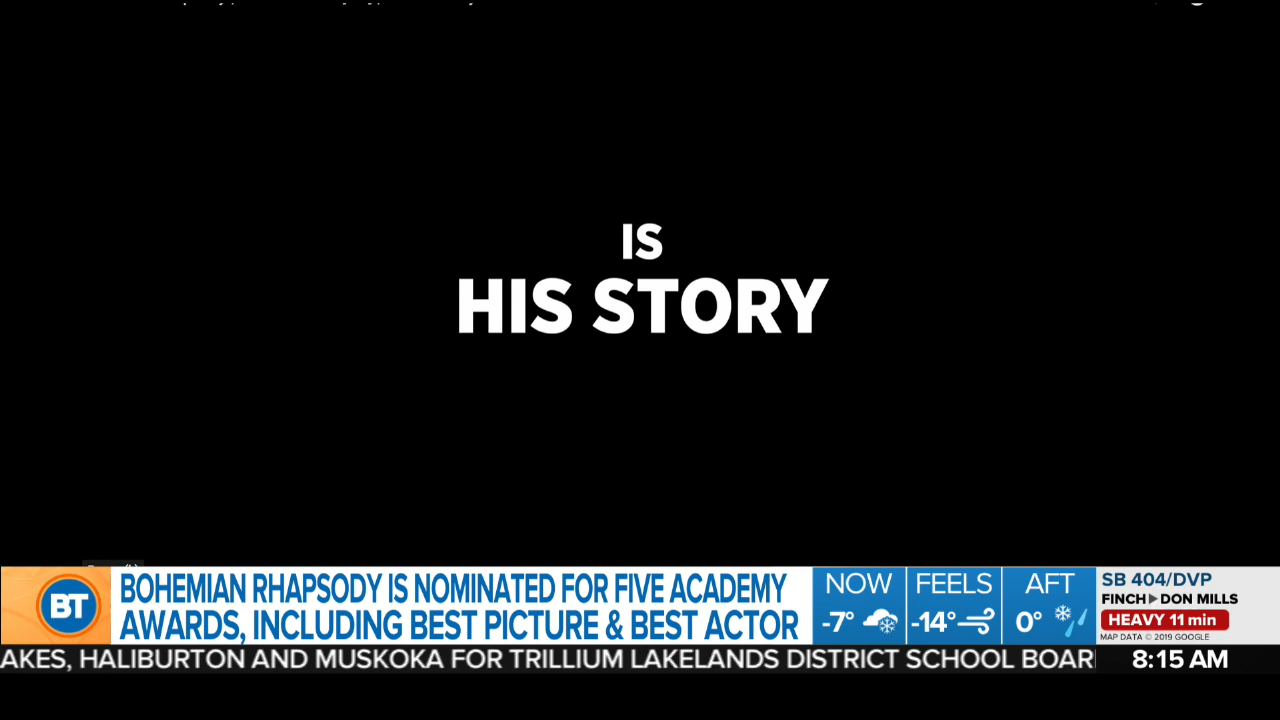 IS
HIS STORY
BT
BOHEMIAN RHAPSODY IS NOMINATED FOR FIVE ACADEMY
AWARDS, INCLUDING BEST PICTURE & BEST ACTOR
NOW
-7°
FEELS
-14°
AFT
0°
SB 404/DVP
FINCH▶DON MILLS
HEAVY 11 min
MAP DATA © 2019 GOOGLE
AKES, HALIBURTON AND MUSKOKA FOR TRILLIUM LAKELANDS DISTRICT SCHOOL BOAR
8:15 AM